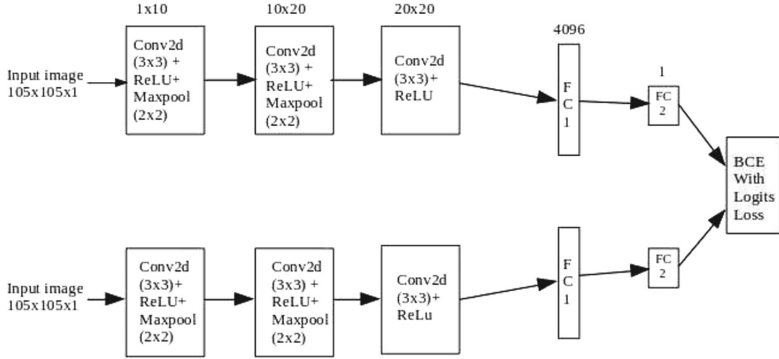 1x10
10x20
20x20
4096
1
Input image
105x105x1
Conv2d
(3x3) +
ReLU+
Maxpool
(2x2)
Conv2d
(3x3) +
ReLU+
Maxpool
(2x2)
Conv2d
(3x3)+
ReLU
F
C
1
FC
2
BCE
With
Logits
Loss
Input image
105x105x1
Conv2d
(3x3)+
ReLU+
Maxpool
(2x2)
Conv2d
(3x3) +
ReLU+
Maxpool
(2x2)
Conv2d
(3x3)+
ReLu
F
C
1
FC
2